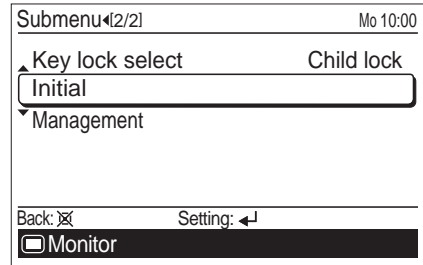 Submenu◂[2/2] Mo 10:00
Key lock select Child lock
Initial
Management
Back: Setting:
Monitor